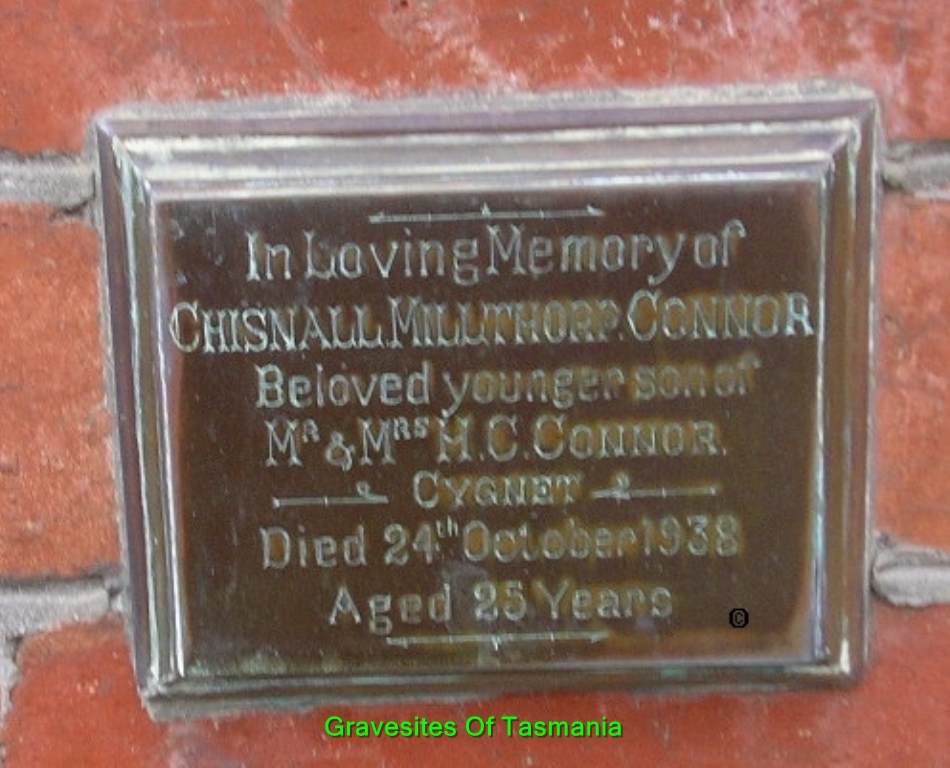 In Loving Memory of
CHISNALL MILLTHORP CONNOR
Beloved younger son of
MR & MRS H.C. CONNOR.
CYGNET
Died 24th October 1938
Aged 25 Years
©
Gravesites Of Tasmania